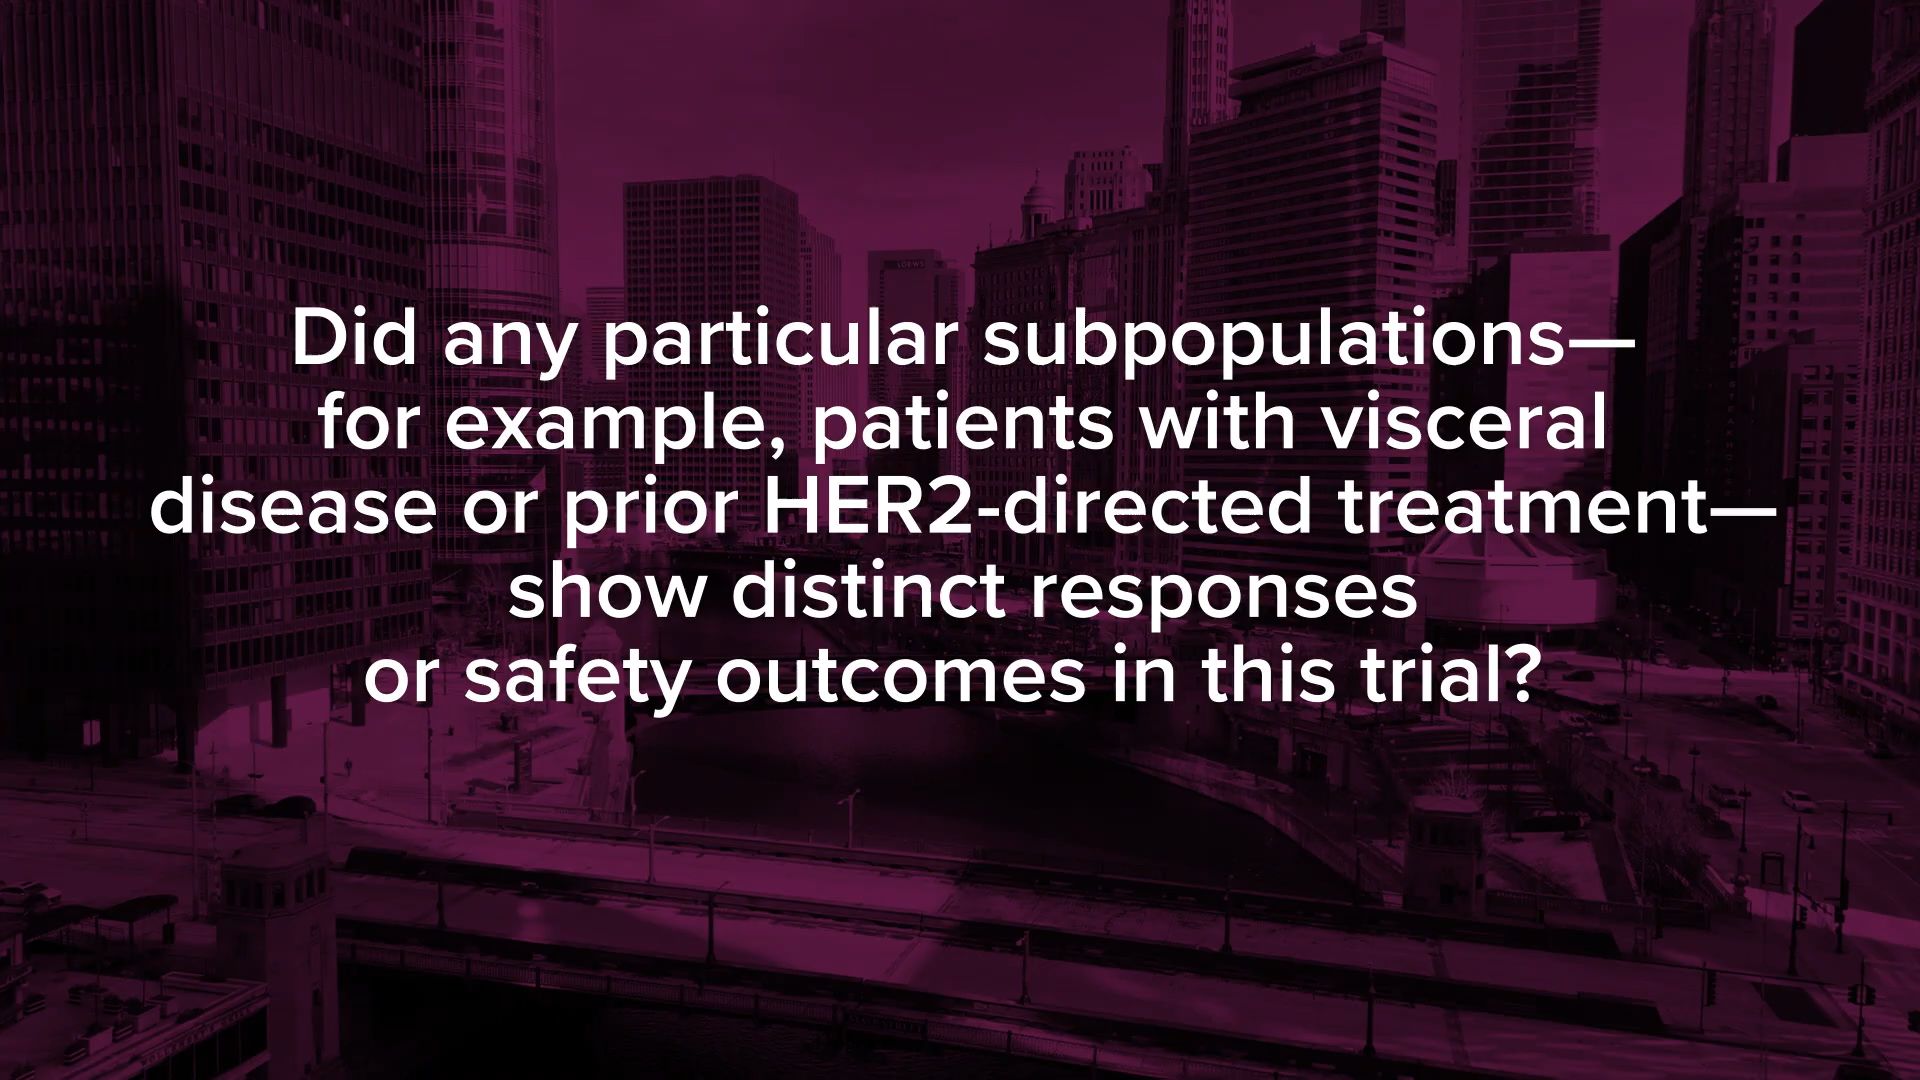 Did any particular subpopulations—
for example, patients with visceral
disease or prior HER2-directed treatment—
show distinct responses
or safety outcomes in this trial?
LOEWS